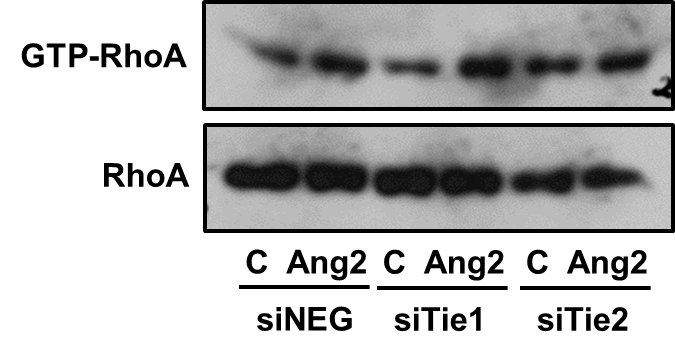 GTP-RhoA
RhoA
C Ang2 C Ang2 C Ang2
siNEG siTie1 siTie2